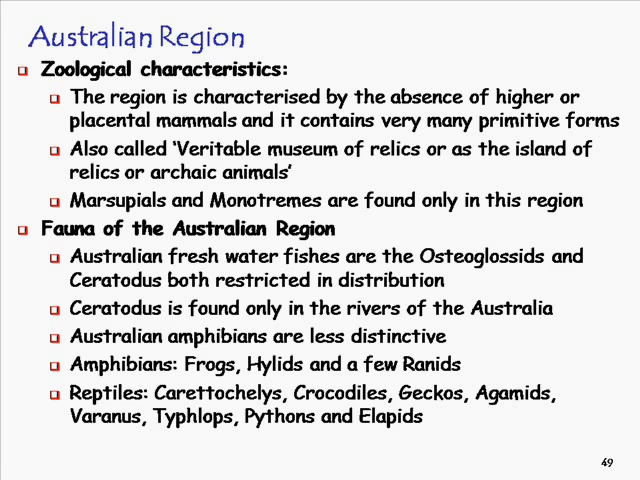 Australian Region
Zoological characteristics:
The region is characterised by the absence of higher or
placental mammals and it contains very many primitive forms
Also called ‘Veritable museum of relics or as the island of
relics or archaic animals’
Marsupials and Monotremes are found only in this region
Fauna of the Australian Region
Australian fresh water fishes are the Osteoglossids and
Ceratodus both restricted in distribution
Ceratodus is found only in the rivers of the Australia
Australian amphibians are less distinctive
Amphibians: Frogs, Hylids and a few Ranids
Reptiles: Carettochelys, Crocodiles, Geckos, Agamids,
Varanus, Typhlops, Pythons and Elapids
49